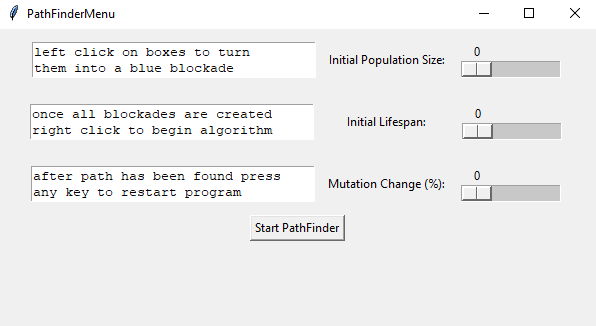 PathFinderMenu
left click on boxes to turn
them into a blue blockade
Initial Population Size:
0
once all blockades are created
right click to begin algorithm
Initial Lifespan:
0
after path has been found press
any key to restart program
Mutation Change (%):
0
Start PathFinder